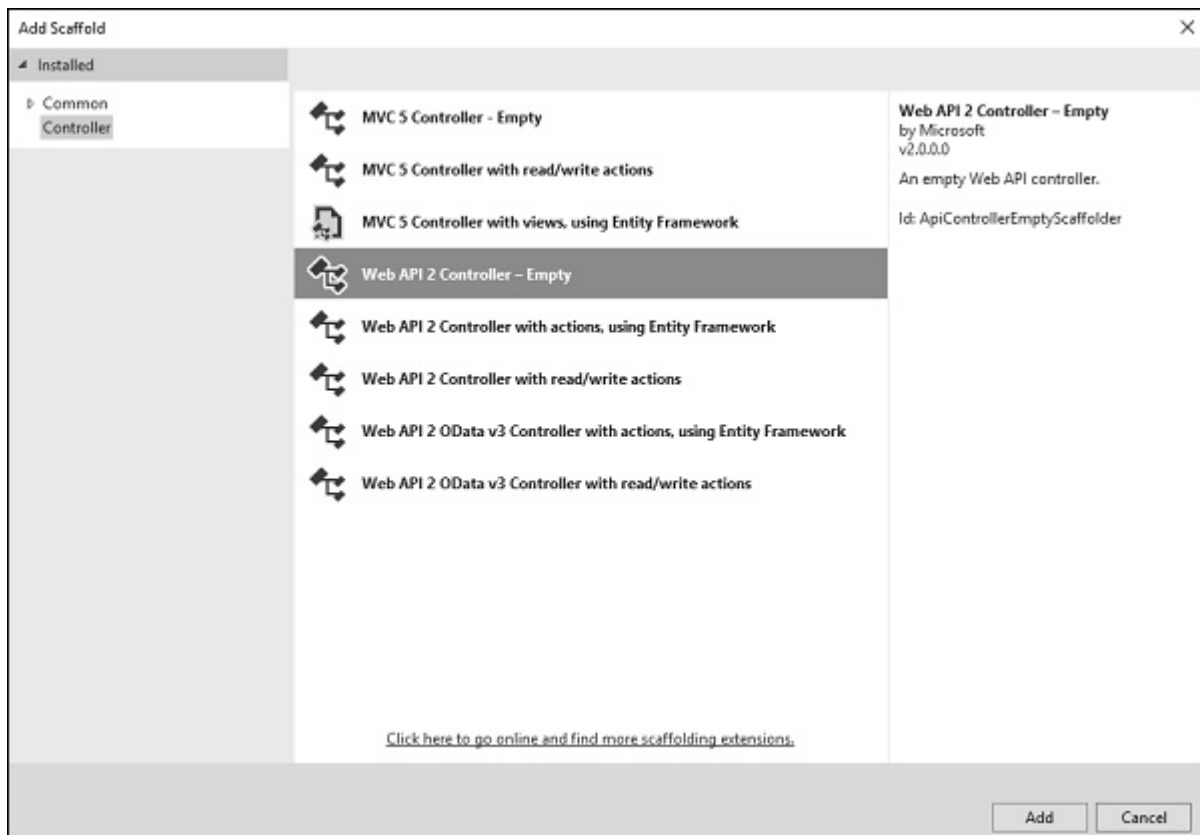 Add Scaffold
Installed
Common
Controller
MVC 5 Controller - Empty
MVC 5 Controller with read/write actions
MVC 5 Controller with views, using Entity Framework
Web API 2 Controller – Empty
Web API 2 Controller with actions, using Entity Framework
Web API 2 Controller with read/write actions
Web API 2 OData v3 Controller with actions, using Entity Framework
Web API 2 OData v3 Controller with read/write actions
Click here to go online and find more scaffolding extensions.
Web API 2 Controller – Empty
by Microsoft
v2.0.0.0
An empty Web API controller.
Id: ApiControllerEmptyScaffolder
Add
Cancel